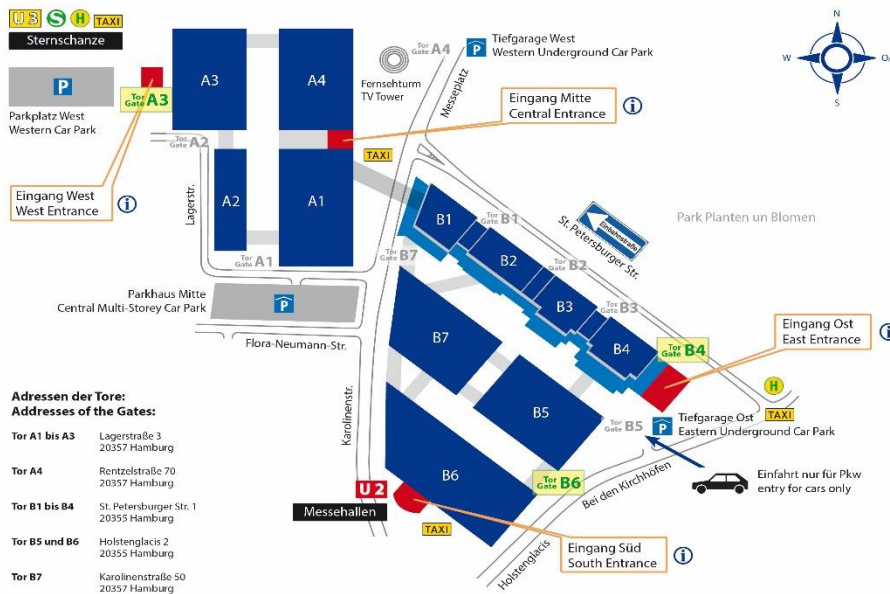 U3 S H TAXI
Sternschanze
P
Parkplatz West
Western Car Park
Tor
Gate A3
A3
A4
Tor
Gate A4
Fernsehturm
TV Tower
Messeplatz
P
Tiefgarage West
Western Underground Car Park
N
W
O
S
Eingang Mitte
Central Entrance
i
Tor
Gate A2
TAXI
Eingang West
West Entrance
i
Lagerstr.
A2
A1
Tor
Gate A1
B1
Tor
Gate B1
B2
Tor
Gate B2
B3
Tor
Gate B3
B4
Tor
Gate B4
Einbahnstraße
St. Petersburger Str.
Park Planten un Blomen
Tor
Gate B7
Parkhaus Mitte
Central Multi-Storey Car Park
P
Flora-Neumann-Str.
B7
Eingang Ost
East Entrance
i
H
TAXI
Karolinenstr.
B5
Tor
Gate B5
P
Tiefgarage Ost
Eastern Underground Car Park
B6
Tor
Gate B6
Bei den Kirchhöfen
Einfahrt nur für Pkw
entry for cars only
U2
Messehallen
TAXI
Holstenglacis
Eingang Süd
South Entrance
i
Adressen der Tore:
Addresses of the Gates:
Tor A1 bis A3 Lagerstraße 3
20357 Hamburg
Tor A4 Rentzelstraße 70
20357 Hamburg
Tor B1 bis B4 St. Petersburger Str. 1
20355 Hamburg
Tor B5 und B6 Holstenglacis 2
20355 Hamburg
Tor B7 Karolinenstraße 50
20357 Hamburg